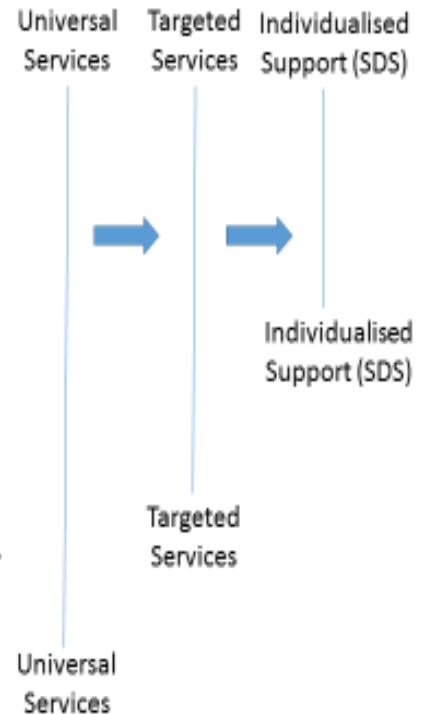 Universal
Services
Targeted
Services
Individualised
Support (SDS)
Individualised
Support (SDS)
Targeted
Services
Universal
Services